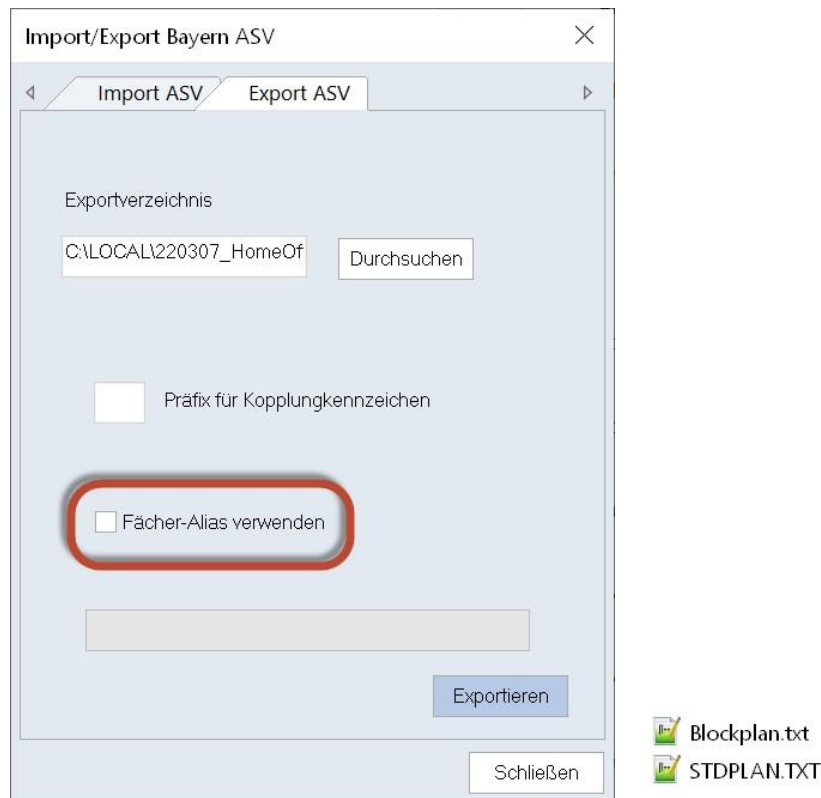 Import/Export Bayern ASV
Import ASV Export ASV
Exportverzeichnis
C:\LOCAL\220307_HomeOf Durchsuchen
Präfix für Kopplungkennzeichen
Fächer-Alias verwenden
Exportieren
Schließen
Blockplan.txt
STDPLAN.TXT